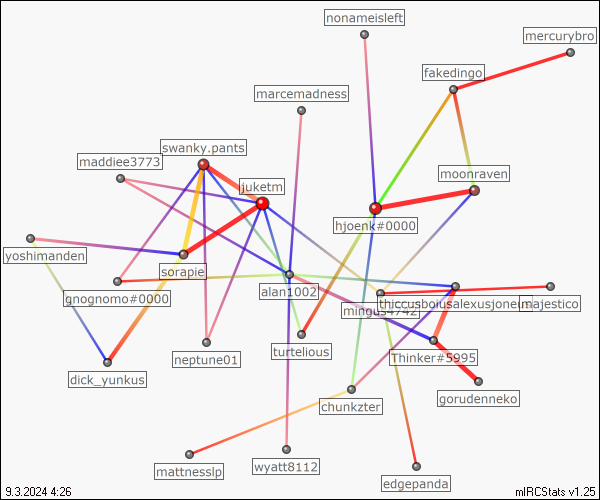 nonameisleft
mercurybro
fakedingo
marcemadness
swanky.pants
maddiee3773
moonraven
juketm
hjoenk#0000
yoshimanden
sorapie
gnognomo#0000
alan1002
thiccusboiusalexusjonem
majestico
mingus4742
neptune01
turtelious
Thinker#5995
dick_yunkus
chunkzter
gorudenneko
mattnesslp
wyatt8112
edgepanda
9.3.2024 4:26
mIRCStats v1.25